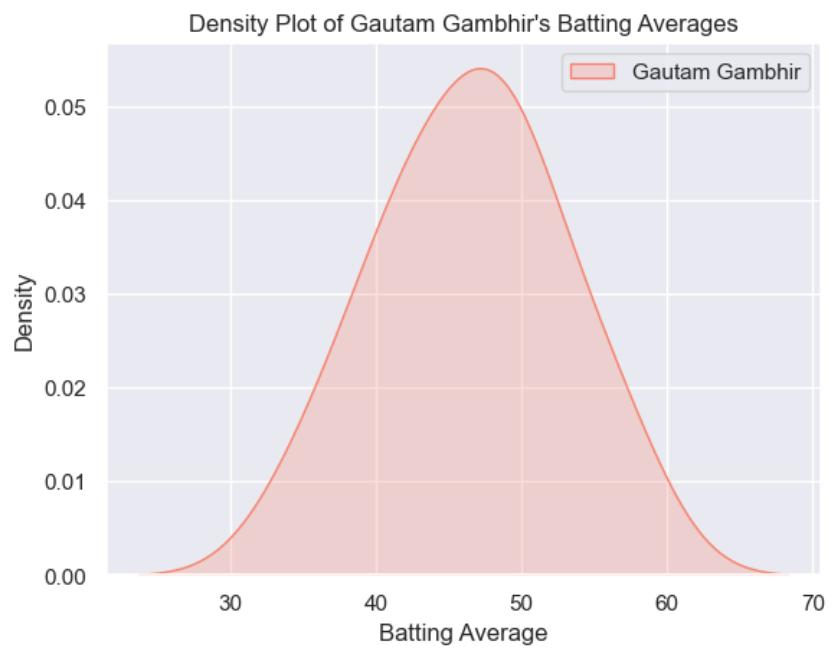 Density Plot of Gautam Gambhir's Batting Averages
Gautam Gambhir
0.05
0.04
0.03
0.02
0.01
0.00
Density
30 40 50 60 70
Batting Average